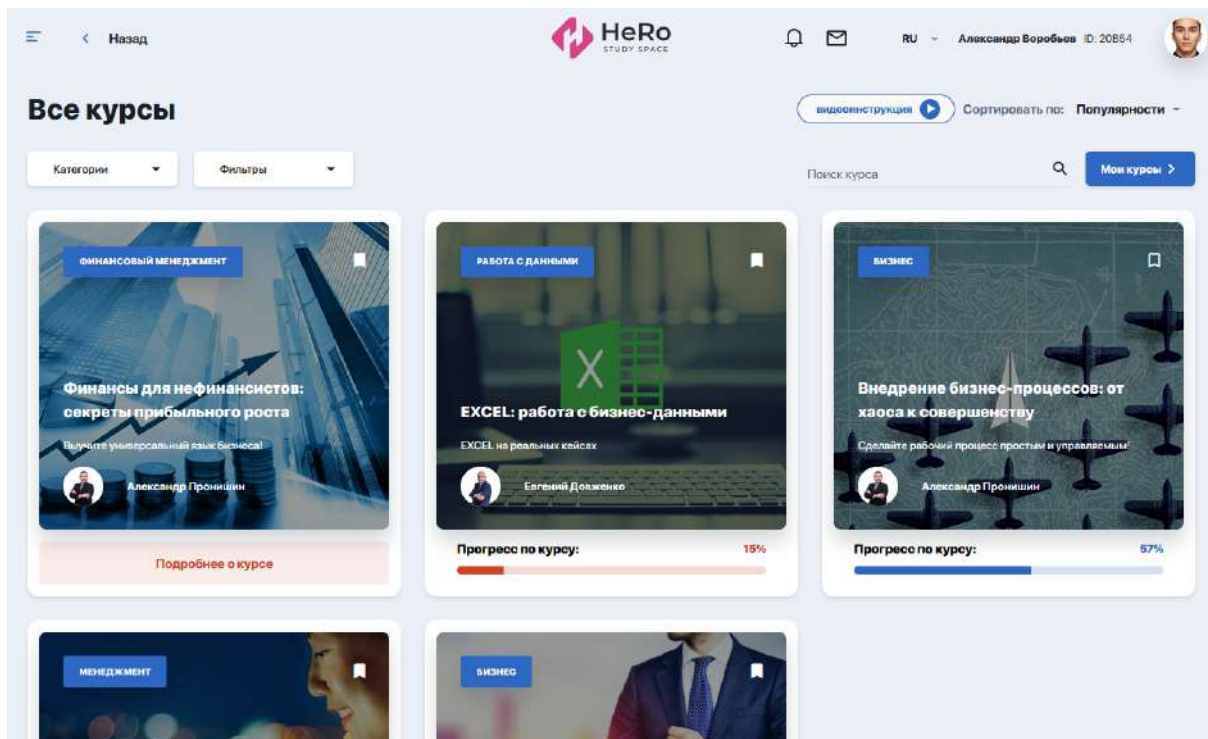 Назад
HeRo
STUDY SPACE
RU
Александр Воробьев ID: 20B54
Все курсы
видеоинструкция
Сортировать по: Популярности
Категории
Фильтры
Поиск курса
Мои курсы
ФИНАНСОВЫЙ МЕНЕДЖМЕНТ
Финансы для нефинансистов:
секреты прибыльного роста
Выучите универсальный язык бизнеса!
Александр Пронишин
Подробнее о курсе
РАБОТА С ДАННЫМИ
X
EXCEL: работа с бизнес-данными
EXCEL на реальных кейсах
Евгений Довженко
Прогресс по курсу: 15%
БИЗНЕС
Внедрение бизнес-процессов: от
хаоса к совершенству
Сделайте рабочий процесс простым и управляемым!
Александр Пронишин
Прогресс по курсу: 57%
МЕНЕДЖМЕНТ
БИЗНЕС